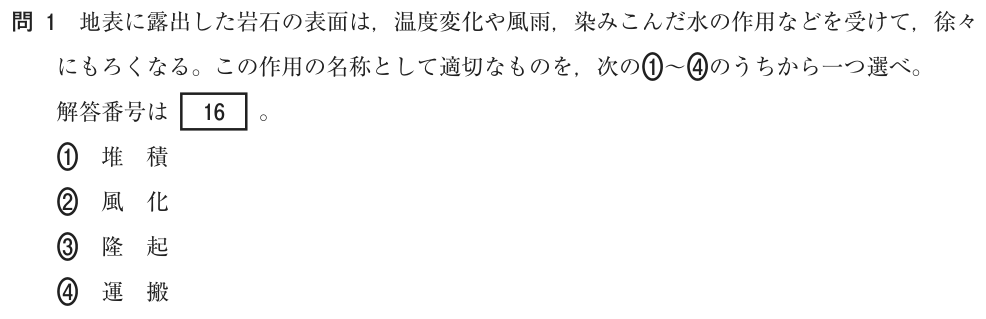 問 1 地表に露出した岩石の表面は，温度変化や風雨，染みこんだ水の作用などを受けて，徐々
にもろくなる。この作用の名称として適切なものを，次の①～④のうちから一つ選べ。
解答番号は 16 。
① 堆 積
② 風 化
③ 隆 起
④ 運 搬